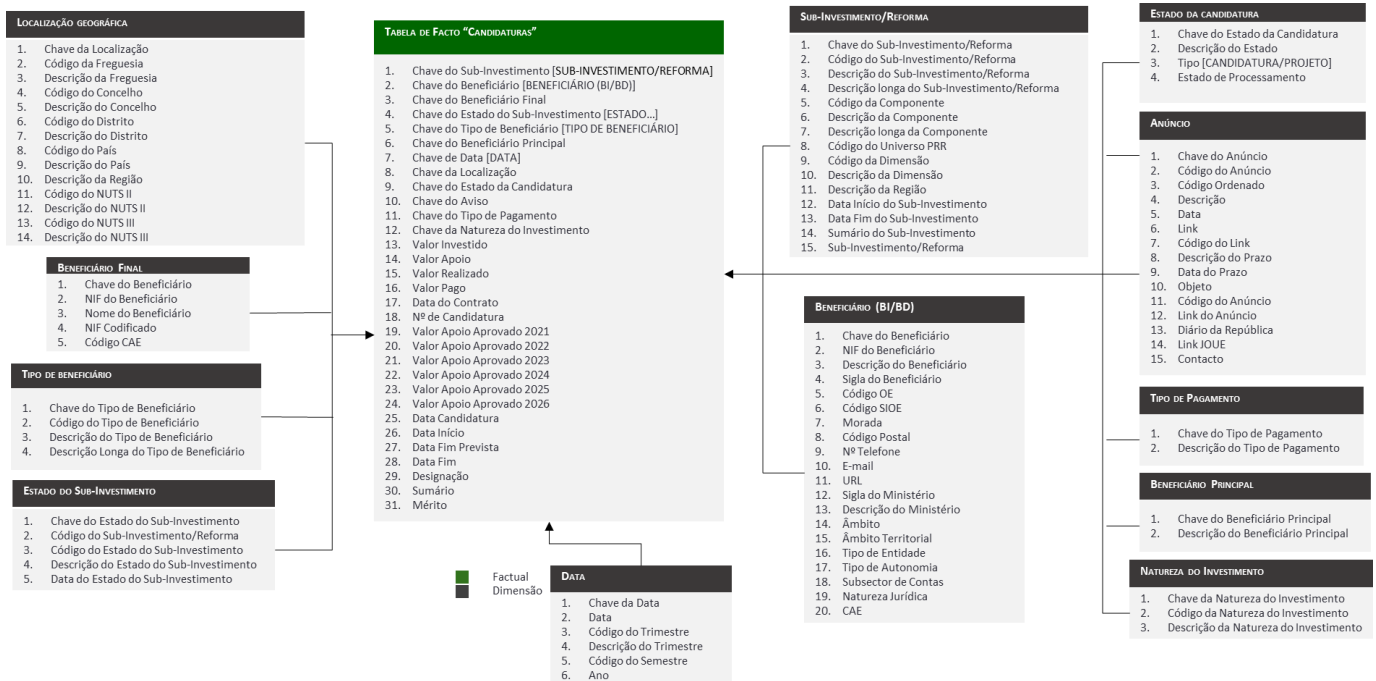 LOCALIZAÇÃO GEOGRÁFICA
1. Chave da Localização
2. Código da Freguesia
3. Descrição da Freguesia
4. Código do Concelho
5. Descrição do Concelho
6. Código do Distrito
7. Descrição do Distrito
8. Código do País
9. Descrição do País
10. Descrição da Região
11. Código do NUTS II
12. Descrição do NUTS II
13. Código do NUTS III
14. Descrição do NUTS III
BENEFICIÁRIO FINAL
1. Chave do Beneficiário
2. NIF do Beneficiário
3. Nome do Beneficiário
4. NIF Codificado
5. Código CAE
TIPO DE BENEFICIÁRIO
1. Chave do Tipo de Beneficiário
2. Código do Tipo de Beneficiário
3. Descrição do Tipo de Beneficiário
4. Descrição Longa do Tipo de Beneficiário
ESTADO DO SUB-INVESTIMENTO
1. Chave do Estado do Sub-Investimento
2. Código do Sub-Investimento/Reforma
3. Código do Estado do Sub-Investimento
4. Descrição do Estado do Sub-Investimento
5. Data do Estado do Sub-Investimento
TABELA DE FACTO “CANDIDATURAS”
1. Chave do Sub-Investimento [SUB-INVESTIMENTO/REFORMA]
2. Chave do Beneficiário [BENEFICIÁRIO (BI/BD)]
3. Chave do Beneficiário Final
4. Chave do Estado do Sub-Investimento [ESTADO...]
5. Chave do Tipo de Beneficiário [TIPO DE BENEFICIÁRIO]
6. Chave do Beneficiário Principal
7. Chave de Data [DATA]
8. Chave da Localização
9. Chave do Estado da Candidatura
10. Chave do Aviso
11. Chave do Tipo de Pagamento
12. Chave da Natureza do Investimento
13. Valor Investido
14. Valor Apoio
15. Valor Realizado
16. Valor Pago
17. Data do Contrato
18. Nº de Candidatura
19. Valor Apoio Aprovado 2021
20. Valor Apoio Aprovado 2022
21. Valor Apoio Aprovado 2023
22. Valor Apoio Aprovado 2024
23. Valor Apoio Aprovado 2025
24. Valor Apoio Aprovado 2026
25. Data Candidatura
26. Data Início
27. Data Fim Prevista
28. Data Fim
29. Designação
30. Sumário
31. Mérito
Factual
Dimensão
DATA
1. Chave da Data
2. Data
3. Código do Trimestre
4. Descrição do Trimestre
5. Código do Semestre
6. Ano
SUB-INVESTIMENTO/REFORMA
1. Chave do Sub-Investimento/Reforma
2. Código do Sub-Investimento/Reforma
3. Descrição do Sub-Investimento/Reforma
4. Descrição longa do Sub-Investimento/Reforma
5. Código da Componente
6. Descrição da Componente
7. Descrição longa da Componente
8. Código do Universo PRR
9. Código da Dimensão
10. Descrição da Dimensão
11. Descrição da Região
12. Data Início do Sub-Investimento
13. Data Fim do Sub-Investimento
14. Sumário do Sub-Investimento
15. Sub-Investimento/Reforma
BENEFICIÁRIO (BI/BD)
1. Chave do Beneficiário
2. NIF do Beneficiário
3. Descrição do Beneficiário
4. Sigla do Beneficiário
5. Código OE
6. Código SIOE
7. Morada
8. Código Postal
9. Nº Telefone
10. E-mail
11. URL
12. Sigla do Ministério
13. Descrição do Ministério
14. Âmbito
15. Âmbito Territorial
16. Tipo de Entidade
17. Tipo de Autonomia
18. Subsector de Contas
19. Natureza Jurídica
20. CAE
ESTADO DA CANDIDATURA
1. Chave do Estado da Candidatura
2. Descrição do Estado
3. Tipo [CANDIDATURA/PROJETO]
4. Estado de Processamento
ANÚNCIO
1. Chave do Anúncio
2. Código do Anúncio
3. Código Ordenado
4. Descrição
5. Data
6. Link
7. Código do Link
8. Descrição do Prazo
9. Data do Prazo
10. Objeto
11. Código do Anúncio
12. Link do Anúncio
13. Diário da República
14. Link JOUE
15. Contacto
TIPO DE PAGAMENTO
1. Chave do Tipo de Pagamento
2. Descrição do Tipo de Pagamento
BENEFICIÁRIO PRINCIPAL
1. Chave do Beneficiário Principal
2. Descrição do Beneficiário Principal
NATUREZA DO INVESTIMENTO
1. Chave da Natureza do Investimento
2. Código da Natureza do Investimento
3. Descrição da Natureza do Investimento